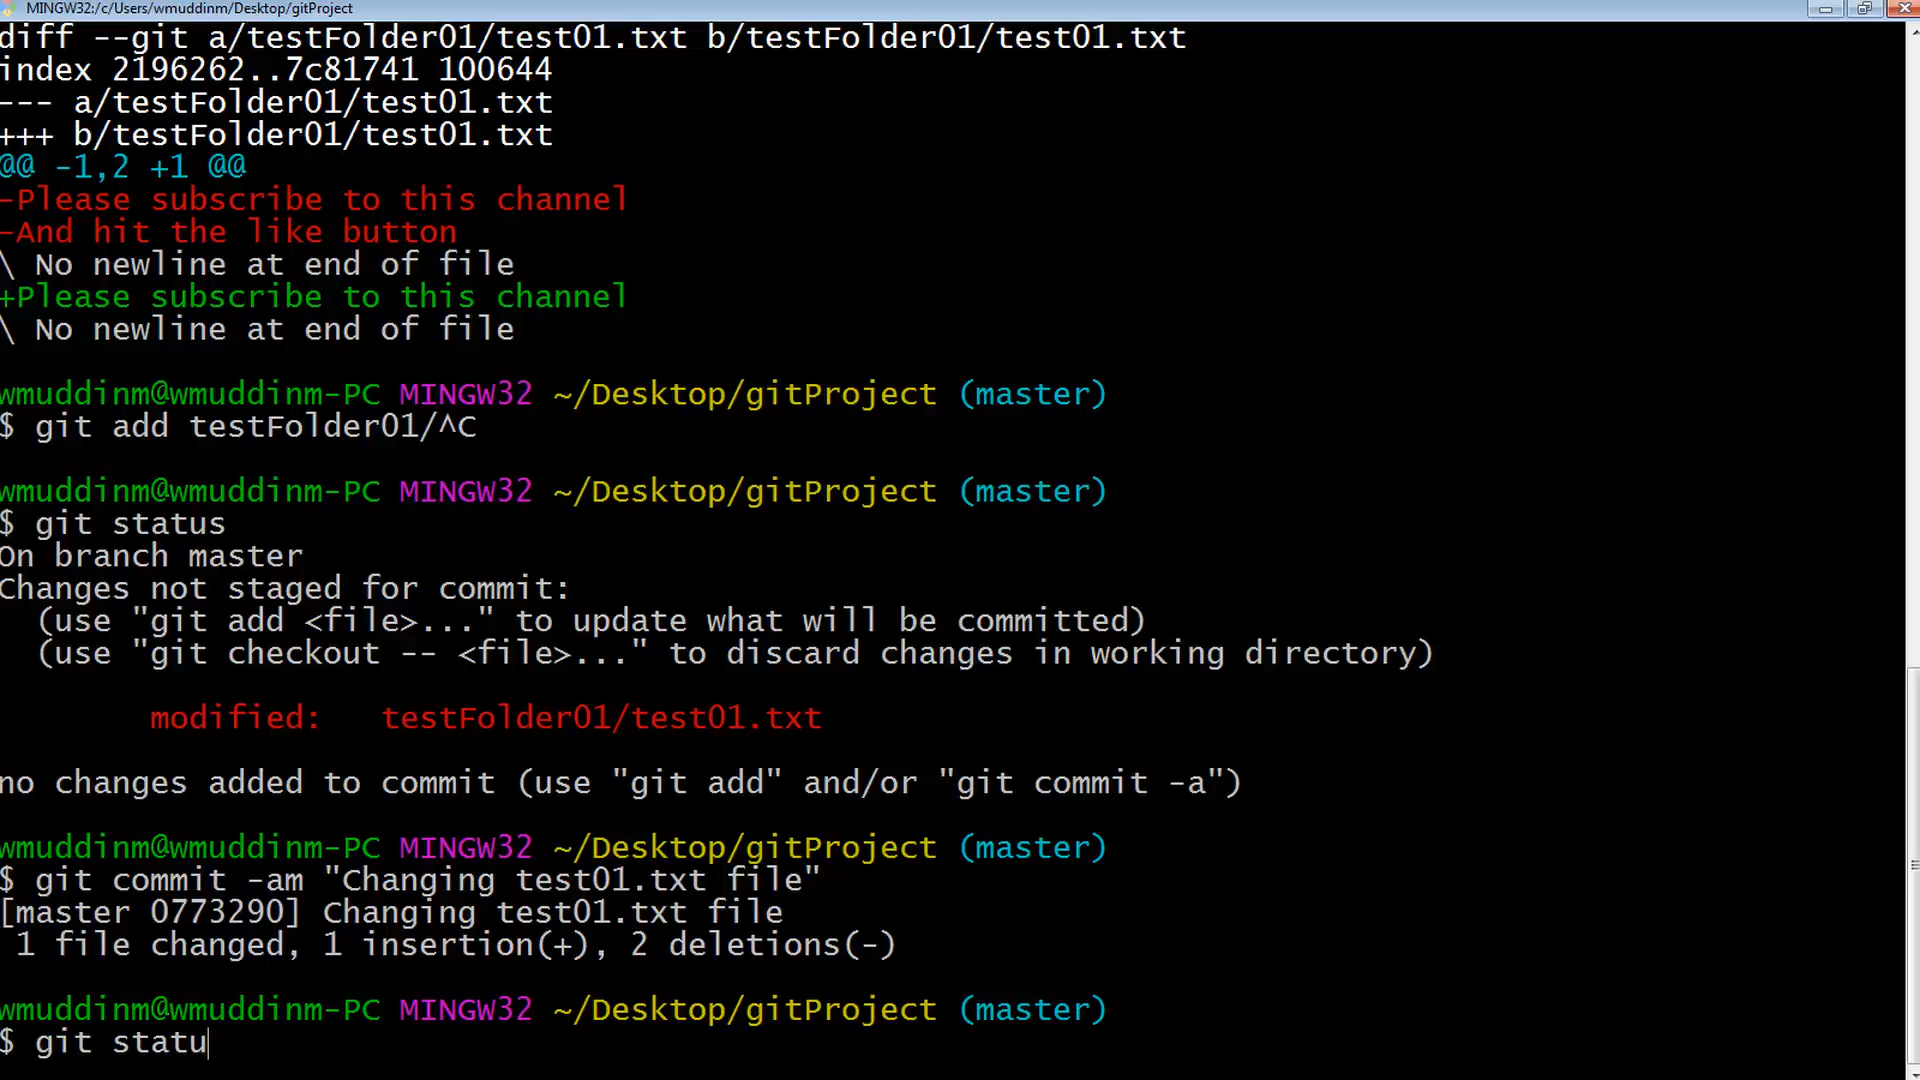 MINGW32:/c/Users/wmuddinm/Desktop/gitProject
diff --git a/testFolder01/test01.txt b/testFolder01/test01.txt
index 2196262..7c81741 100644
--- a/testFolder01/test01.txt
+++ b/testFolder01/test01.txt
@@ -1,2 +1 @@
-Please subscribe to this channel
-And hit the like button
\ No newline at end of file
+Please subscribe to this channel
\ No newline at end of file
wmuddinm@wmuddinm-PC MINGW32 ~/Desktop/gitProject (master)
$ git add testFolder01/^C
wmuddinm@wmuddinm-PC MINGW32 ~/Desktop/gitProject (master)
$ git status
On branch master
Changes not staged for commit:
  (use "git add <file>..." to update what will be committed)
  (use "git checkout -- <file>..." to discard changes in working directory)
        modified:   testFolder01/test01.txt
no changes added to commit (use "git add" and/or "git commit -a")
wmuddinm@wmuddinm-PC MINGW32 ~/Desktop/gitProject (master)
$ git commit -am "Changing test01.txt file"
[master 0773290] Changing test01.txt file
 1 file changed, 1 insertion(+), 2 deletions(-)
wmuddinm@wmuddinm-PC MINGW32 ~/Desktop/gitProject (master)
$ git statu